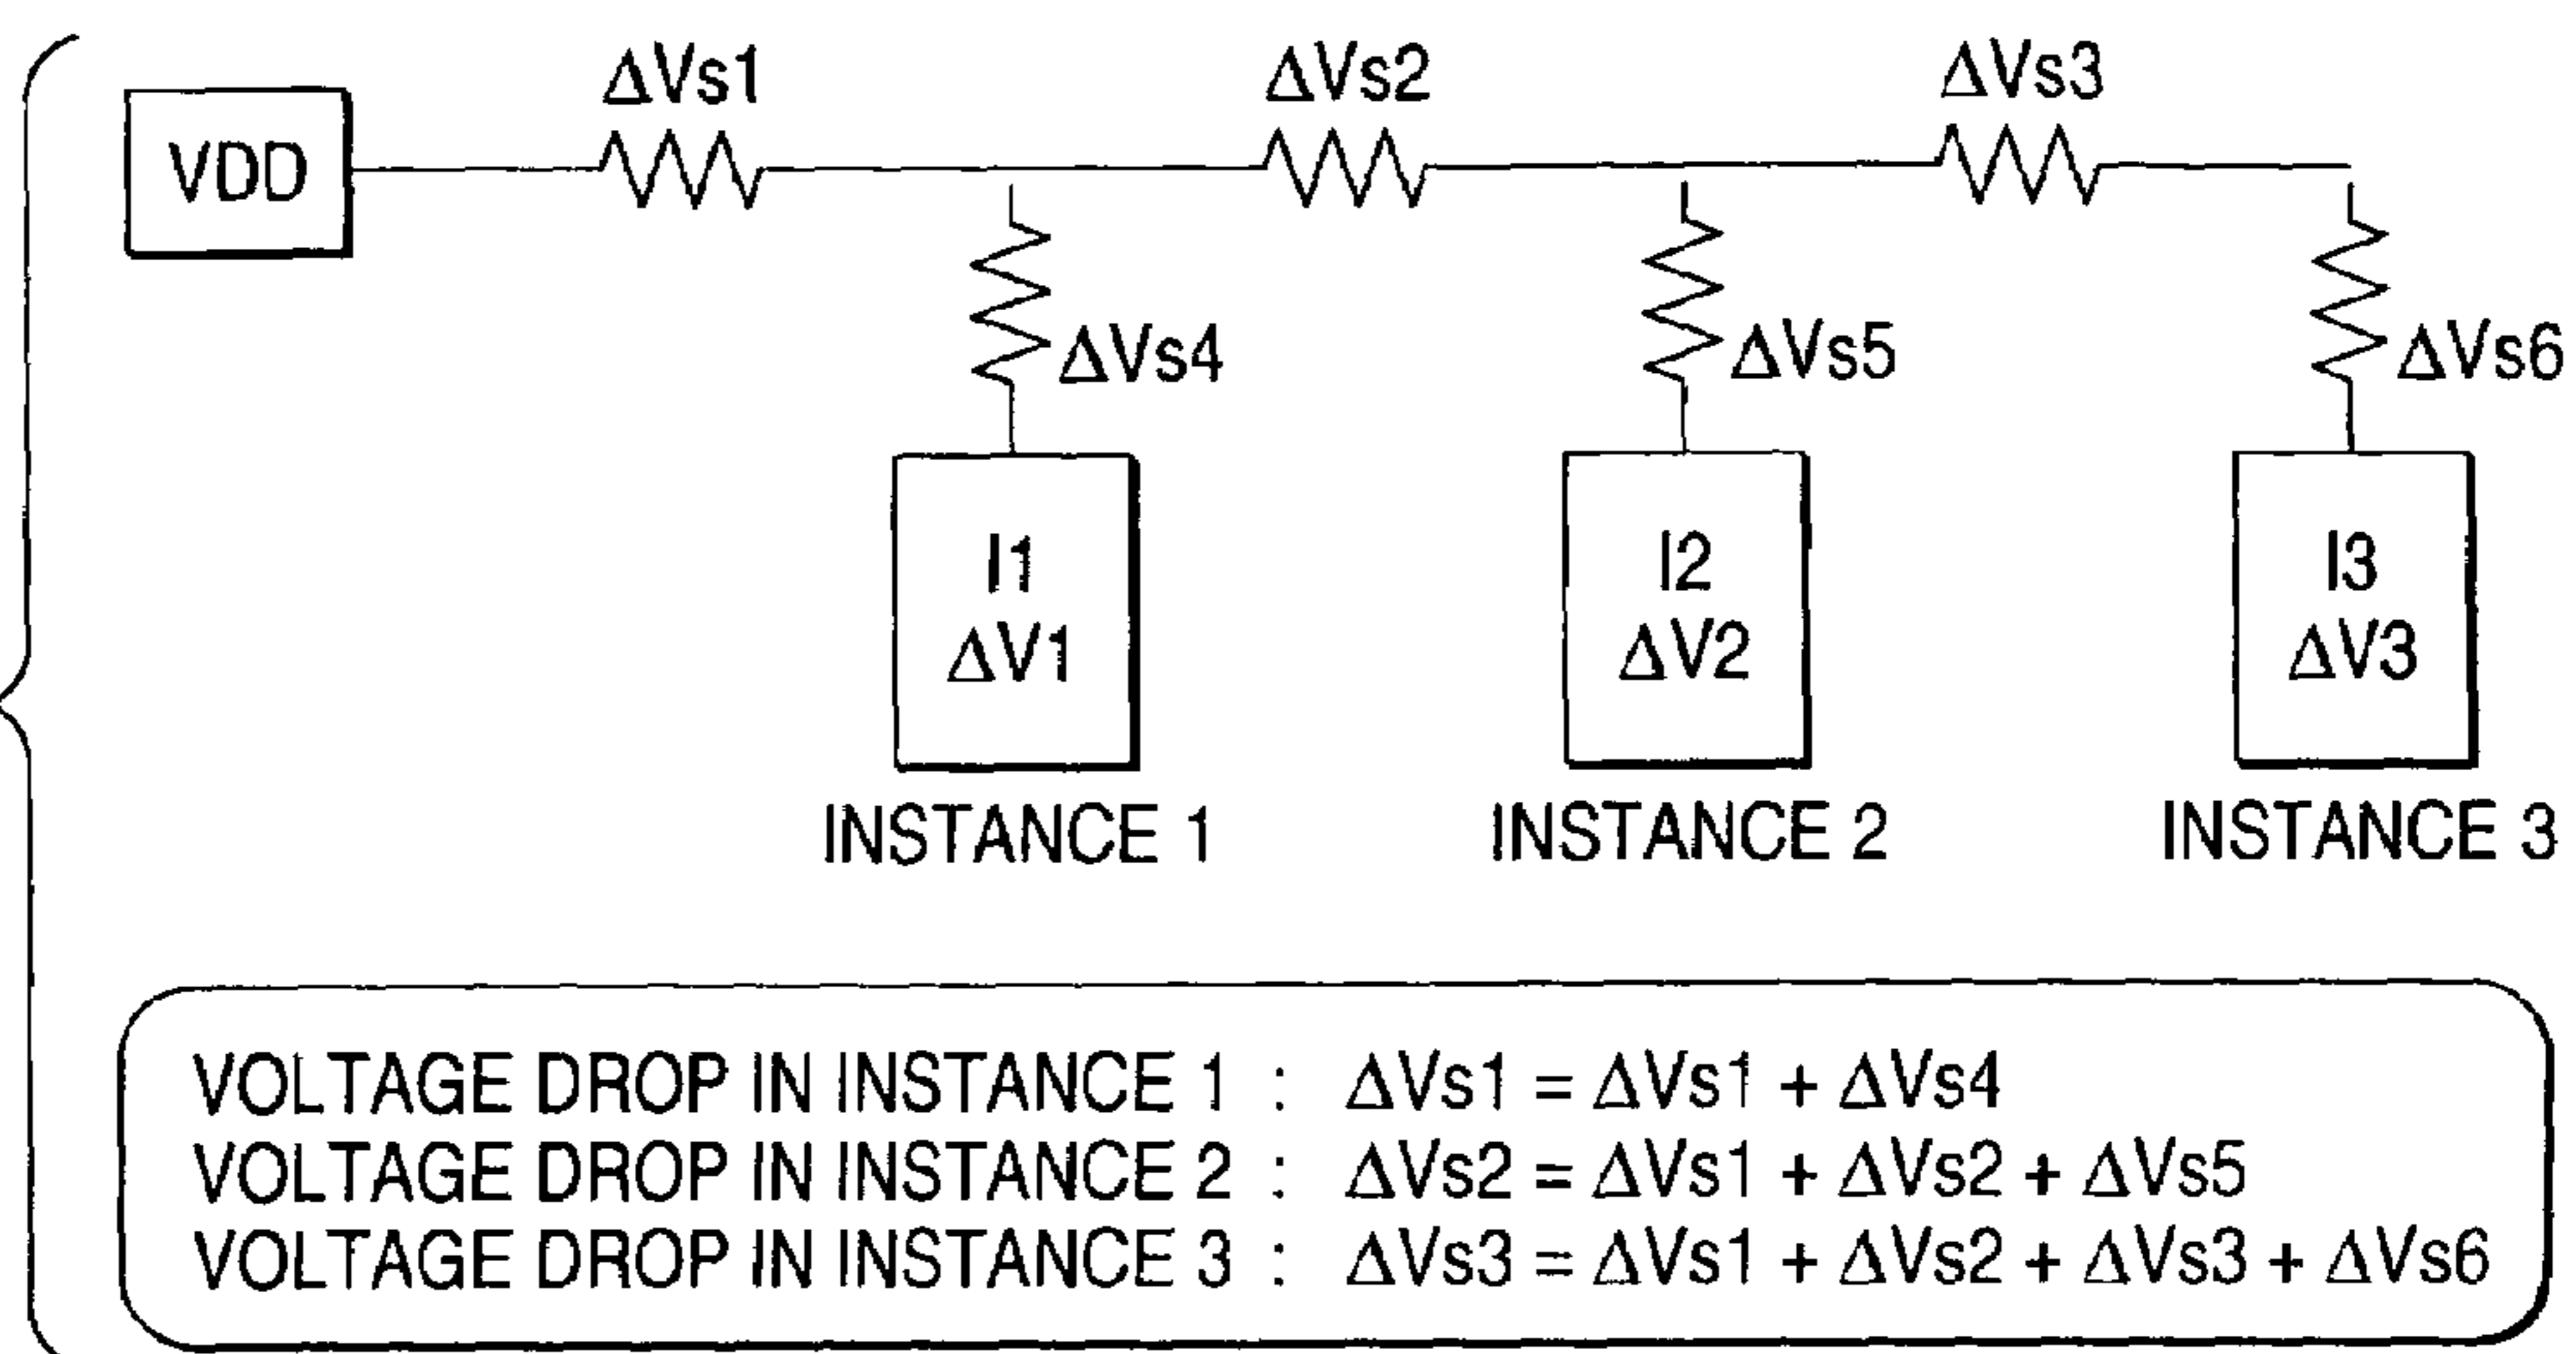 ΔVs1 ΔVs2 ΔVs3
VDD
ΔVs4 ΔVs5 ΔVs6
I1 I2 I3
ΔV1 ΔV2 ΔV3
INSTANCE 1 INSTANCE 2 INSTANCE 3
VOLTAGE DROP IN INSTANCE 1 : ΔVs1 = ΔVs1 + ΔVs4
VOLTAGE DROP IN INSTANCE 2 : ΔVs2 = ΔVs1 + ΔVs2 + ΔVs5
VOLTAGE DROP IN INSTANCE 3 : ΔVs3 = ΔVs1 + ΔVs2 + ΔVs3 + ΔVs6